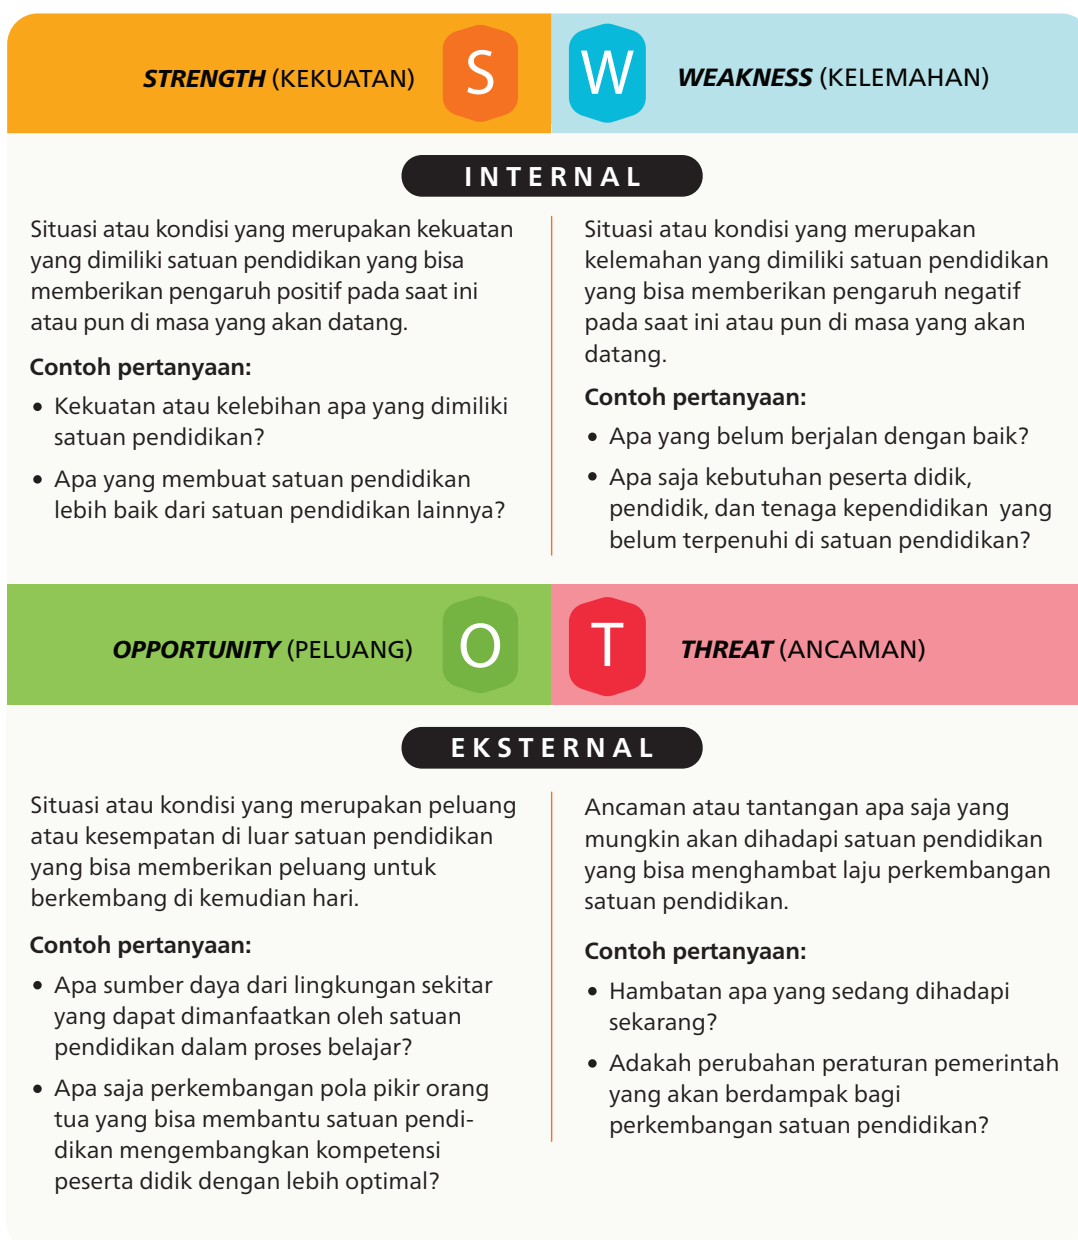 STRENGTH (KEKUATAN)
S
W
WEAKNESS (KELEMAHAN)
INTERNAL
Situasi atau kondisi yang merupakan kekuatan
yang dimiliki satuan pendidikan yang bisa
memberikan pengaruh positif pada saat ini
atau pun di masa yang akan datang.
Contoh pertanyaan:
• Kekuatan atau kelebihan apa yang dimiliki
satuan pendidikan?
• Apa yang membuat satuan pendidikan
lebih baik dari satuan pendidikan lainnya?
Situasi atau kondisi yang merupakan
kelemahan yang dimiliki satuan pendidikan
yang bisa memberikan pengaruh negatif
pada saat ini atau pun di masa yang akan
datang.
Contoh pertanyaan:
• Apa yang belum berjalan dengan baik?
• Apa saja kebutuhan peserta didik,
pendidik, dan tenaga kependidikan yang
belum terpenuhi di satuan pendidikan?
OPPORTUNITY (PELUANG)
O
T
THREAT (ANCAMAN)
EKSTERNAL
Situasi atau kondisi yang merupakan peluang
atau kesempatan di luar satuan pendidikan
yang bisa memberikan peluang untuk
berkembang di kemudian hari.
Contoh pertanyaan:
• Apa sumber daya dari lingkungan sekitar
yang dapat dimanfaatkan oleh satuan
pendidikan dalam proses belajar?
• Apa saja perkembangan pola pikir orang
tua yang bisa membantu satuan pendi-
dikan mengembangkan kompetensi
peserta didik dengan lebih optimal?
Ancaman atau tantangan apa saja yang
mungkin akan dihadapi satuan pendidikan
yang bisa menghambat laju perkembangan
satuan pendidikan.
Contoh pertanyaan:
• Hambatan apa yang sedang dihadapi
sekarang?
• Adakah perubahan peraturan pemerintah
yang akan berdampak bagi
perkembangan satuan pendidikan?